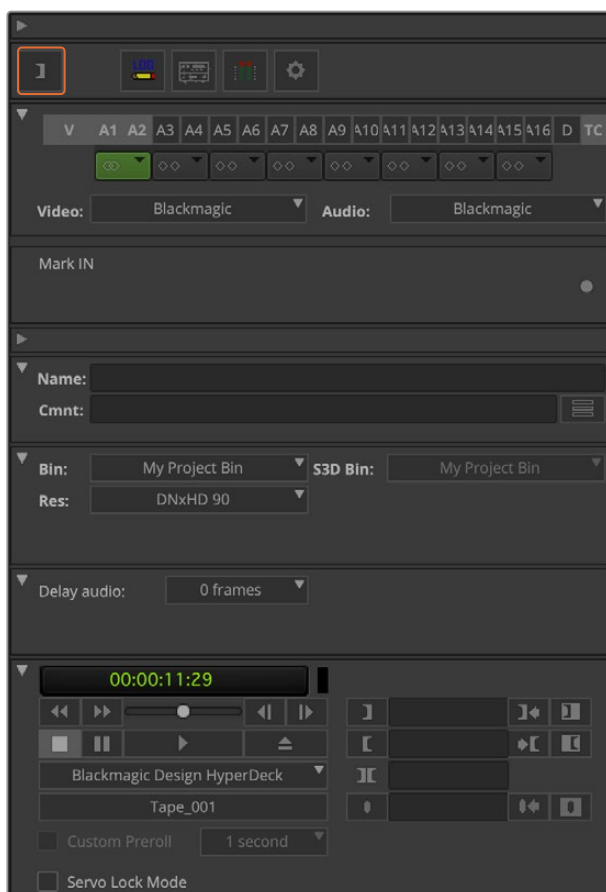 LOG
V A1 A2 A3 A4 A5 A6 A7 A8 A9 A10 A11 A12 A13 A14 A15 A16 D TC
Video: Blackmagic Audio: Blackmagic
Mark IN
Name:
Cmnt:
Bin: My Project Bin S3D Bin: My Project Bin
Res: DNxHD 90
Delay audio: 0 frames
00:00:11:29
Blackmagic Design HyperDeck
Tape_001
Custom Preroll 1 second
Servo Lock Mode